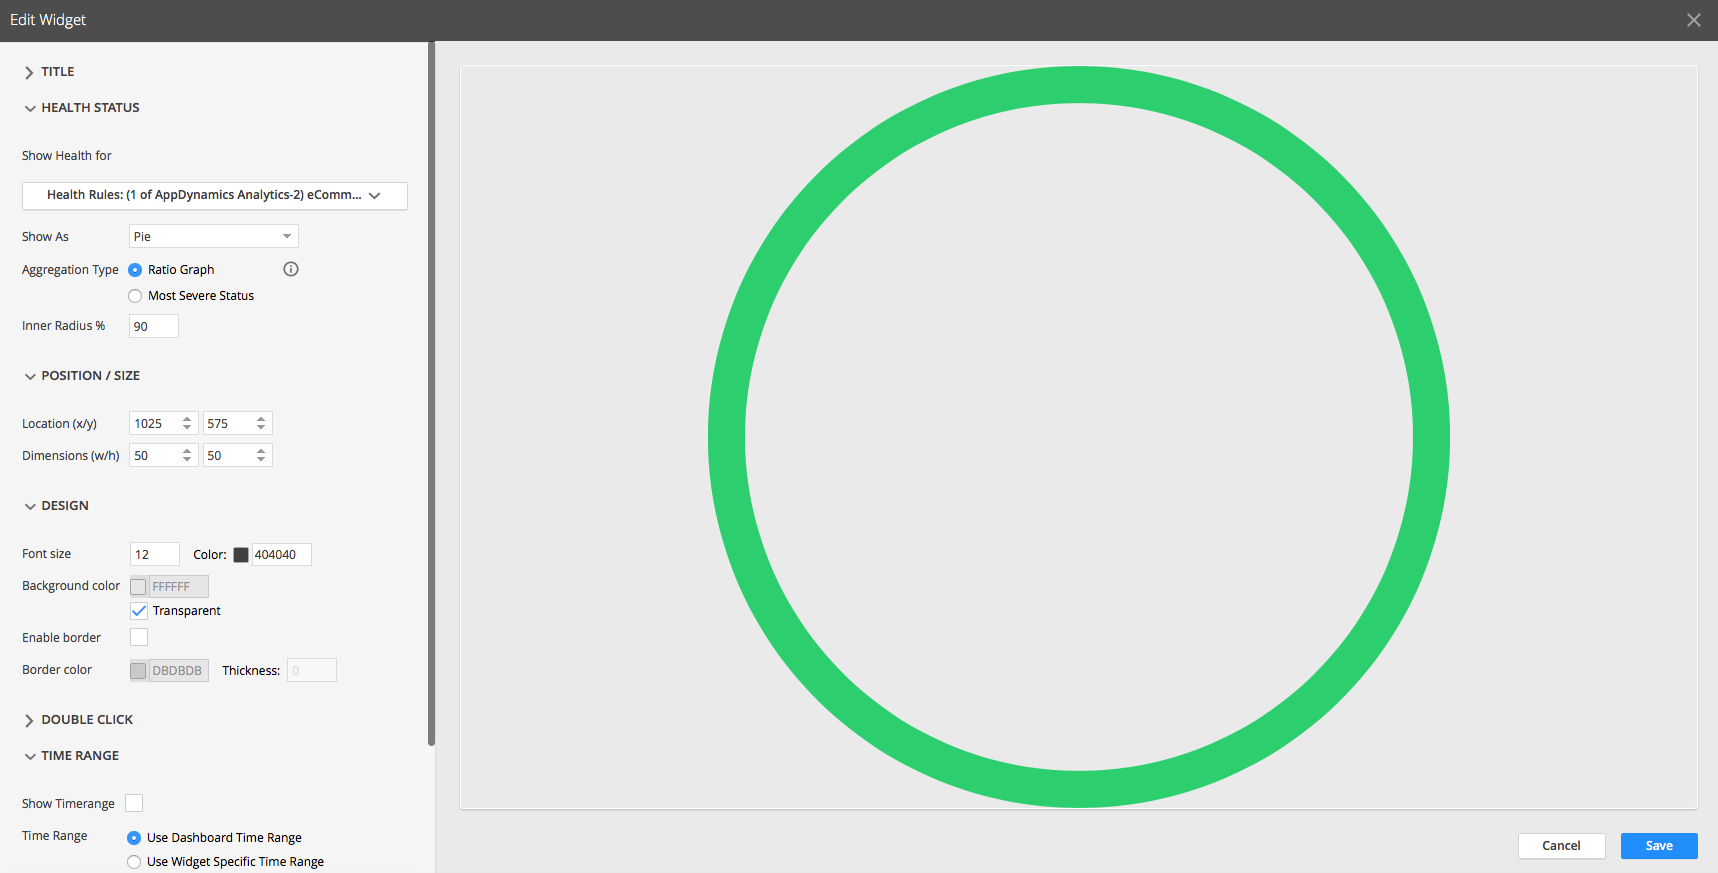 Edit Widget
TITLE
HEALTH STATUS
Show Health for
Health Rules: (1 of AppDynamics Analytics-2) eComm...
Show As Pie
Aggregation Type Ratio Graph
Most Severe Status
Inner Radius % 90
POSITION / SIZE
Location (x/y) 1025 575
Dimensions (w/h) 50 50
DESIGN
Font size 12 Color: 404040
Background color FFFFFF
Transparent
Enable border
Border color DBDBDB Thickness: 0
DOUBLE CLICK
TIME RANGE
Show Timerange
Time Range Use Dashboard Time Range
Use Widget Specific Time Range
Cancel Save